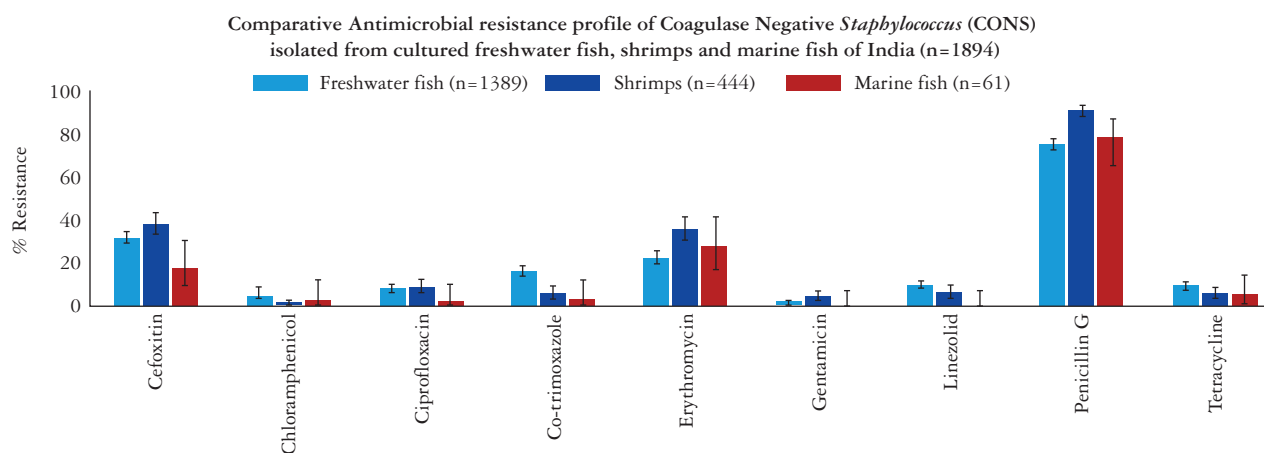 Comparative Antimicrobial resistance profile of Coagulase Negative Staphylococcus (CONS)
isolated from cultured freshwater fish, shrimps and marine fish of India (n=1894)
Freshwater fish (n=1389)
Shrimps (n=444)
Marine fish (n=61)
% Resistance
100
80
60
40
20
0
Cefoxitin
Chloramphenicol
Ciprofloxacin
Co-trimoxazole
Erythromycin
Gentamicin
Linezolid
Penicillin G
Tetracycline